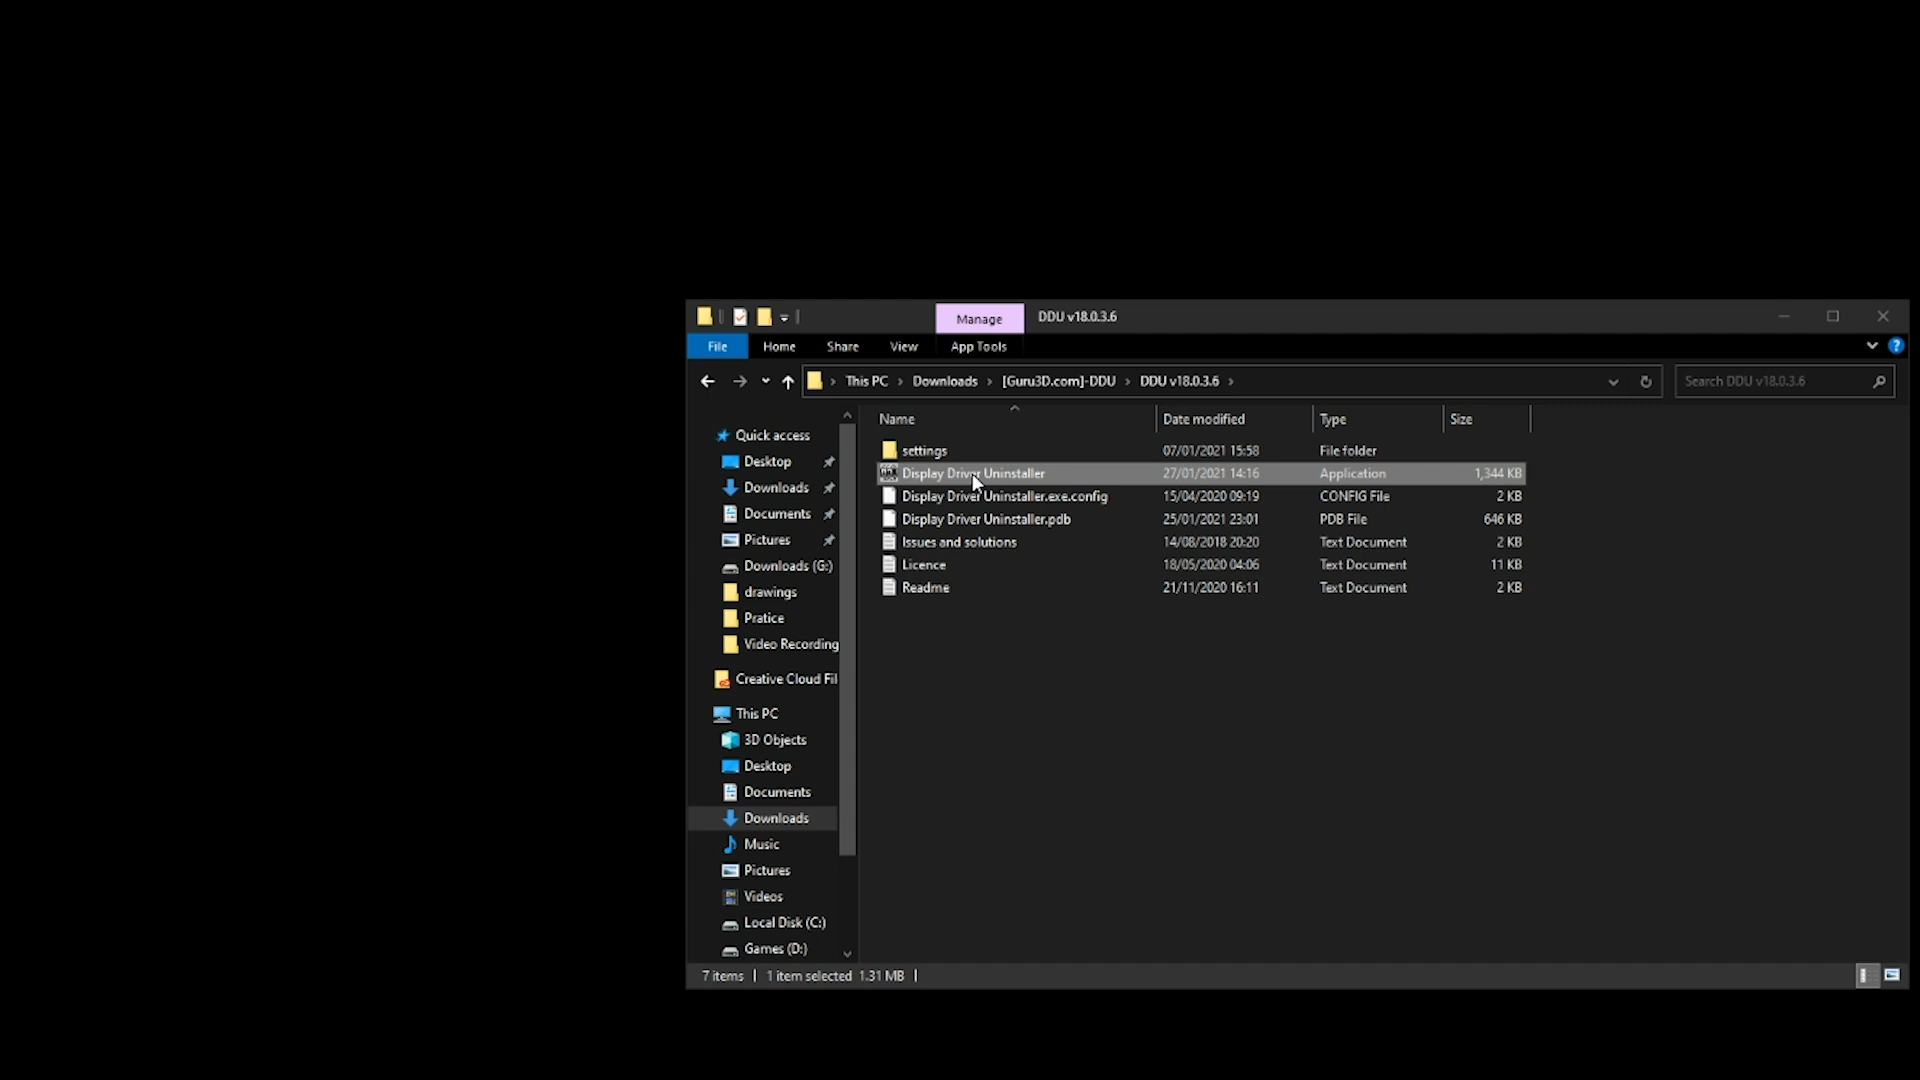 Manage DDU v18.0.3.6
File Home Share View App Tools
This PC Downloads [Guru3D.com]-DDU DDU v18.0.3.6 Search DDU v18.0.3.6
Name Date modified Type Size
Quick access
Desktop
Downloads
Documents
Pictures
Downloads (G:)
drawings
Pratice
Video Recording
Creative Cloud Fil
This PC
3D Objects
Desktop
Documents
Downloads
Music
Pictures
Videos
Local Disk (C:)
Games (D:)
settings 07/01/2021 15:58 File folder
Display Driver Uninstaller 27/01/2021 14:16 Application 1,344 KB
Display Driver Uninstaller.exe.config 15/04/2020 09:19 CONFIG File 2 KB
Display Driver Uninstaller.pdb 25/01/2021 23:01 PDB File 646 KB
Issues and solutions 14/08/2018 20:20 Text Document 2 KB
Licence 18/05/2020 04:06 Text Document 11 KB
Readme 21/11/2020 16:11 Text Document 2 KB
7 items 1 item selected 1.31 MB